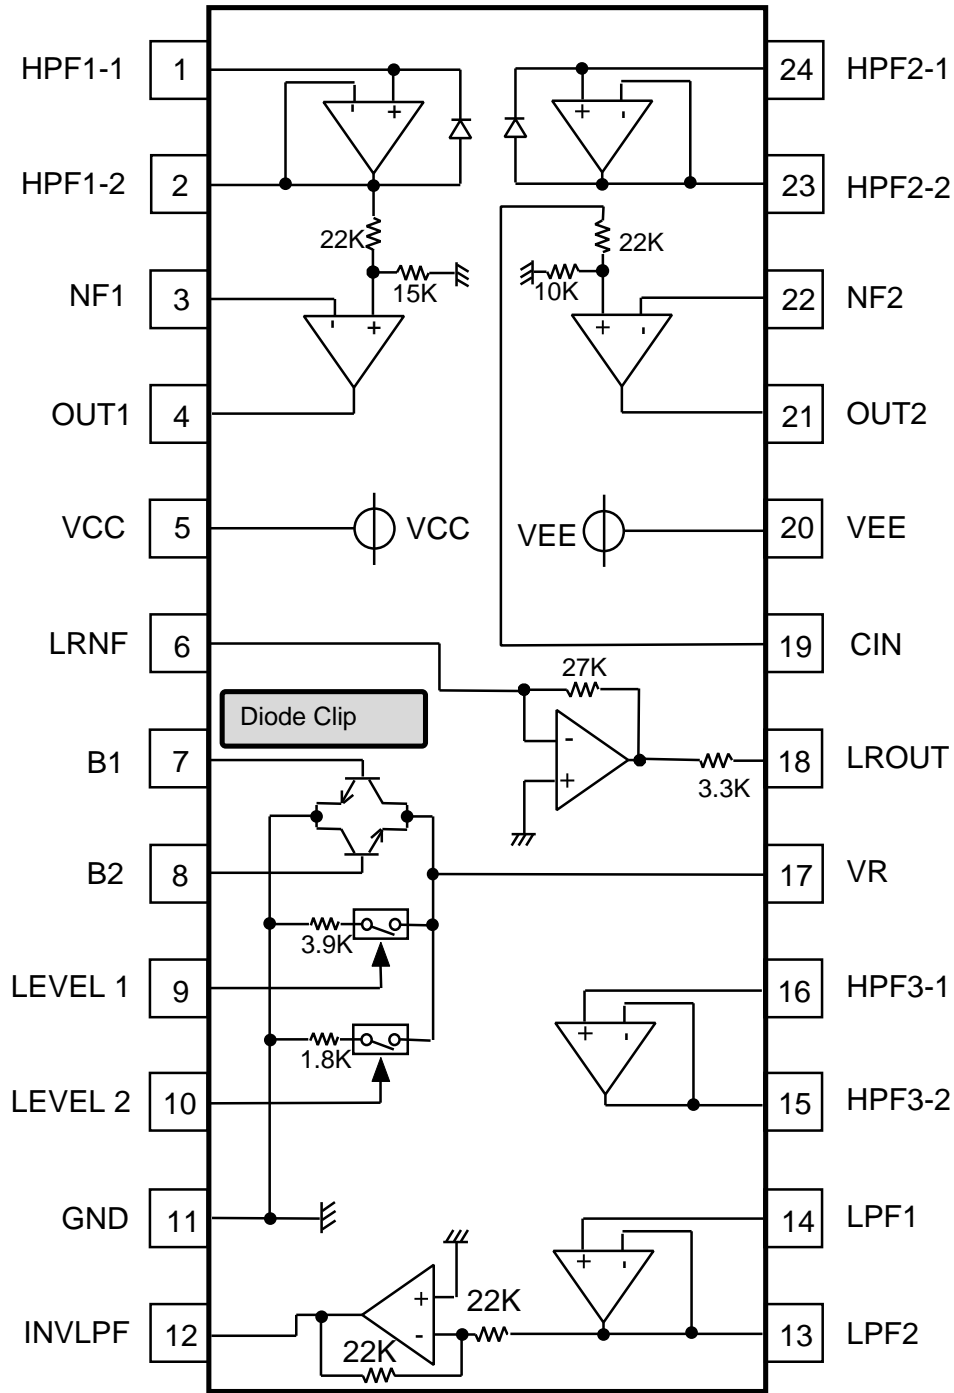 HPF1-1 1 24 HPF2-1
- + + -
HPF1-2 2 23 HPF2-2
22K 22K
15K 10K
NF1 3 22 NF2
- + + -
OUT1 4 21 OUT2
VCC 5 VCC VEE 20 VEE
LRNF 6 19 CIN
27K
Diode Clip
-
B1 7 18 LROUT
+ 3.3K
B2 8 17 VR
3.9K
LEVEL 1 9 16 HPF3-1
+ -
1.8K
LEVEL 2 10 15 HPF3-2
GND 11 14 LPF1
+ -
+ 22K
INVLPF 12 - 13 LPF2
22K